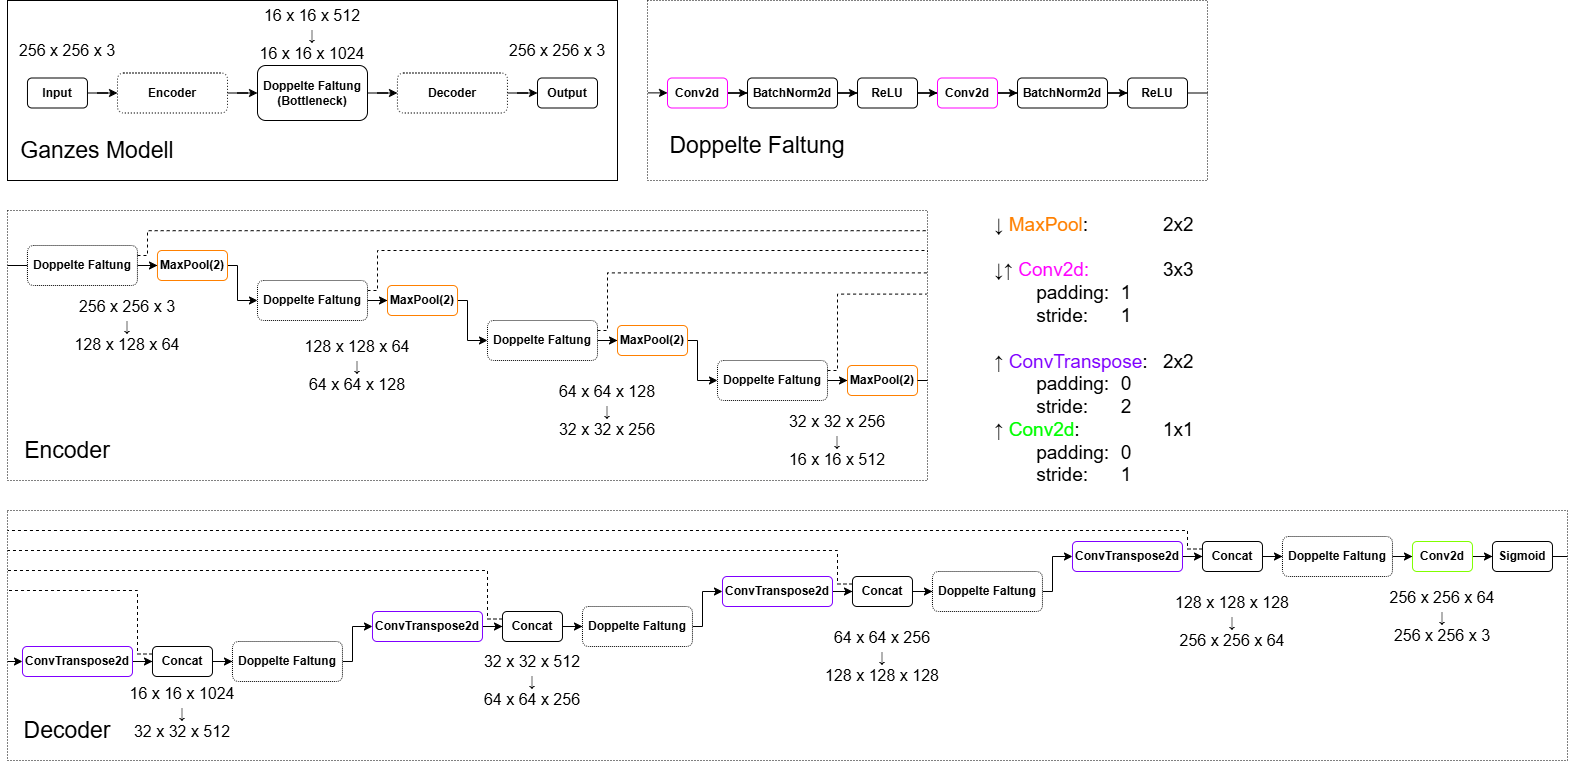 16 x 16 x 512
↓
16 x 16 x 1024
256 x 256 x 3
256 x 256 x 3
Input
Encoder
Doppelte Faltung
(Bottleneck)
Decoder
Output
Ganzes Modell
Conv2d
BatchNorm2d
ReLU
Conv2d
BatchNorm2d
ReLU
Doppelte Faltung
Doppelte Faltung
MaxPool(2)
256 x 256 x 3
↓
128 x 128 x 64
Doppelte Faltung
MaxPool(2)
128 x 128 x 64
↓
64 x 64 x 128
Doppelte Faltung
MaxPool(2)
64 x 64 x 128
↓
32 x 32 x 256
Doppelte Faltung
MaxPool(2)
32 x 32 x 256
↓
16 x 16 x 512
Encoder
↓ MaxPool: 2x2
↓↑ Conv2d: 3x3
padding: 1
stride: 1
↑ ConvTranspose: 2x2
padding: 0
stride: 2
↑ Conv2d: 1x1
padding: 0
stride: 1
ConvTranspose2d
Concat
Doppelte Faltung
16 x 16 x 1024
↓
32 x 32 x 512
ConvTranspose2d
Concat
Doppelte Faltung
32 x 32 x 512
↓
64 x 64 x 256
ConvTranspose2d
Concat
Doppelte Faltung
64 x 64 x 256
↓
128 x 128 x 128
ConvTranspose2d
Concat
Doppelte Faltung
128 x 128 x 128
↓
256 x 256 x 64
Conv2d
Sigmoid
256 x 256 x 64
↓
256 x 256 x 3
Decoder